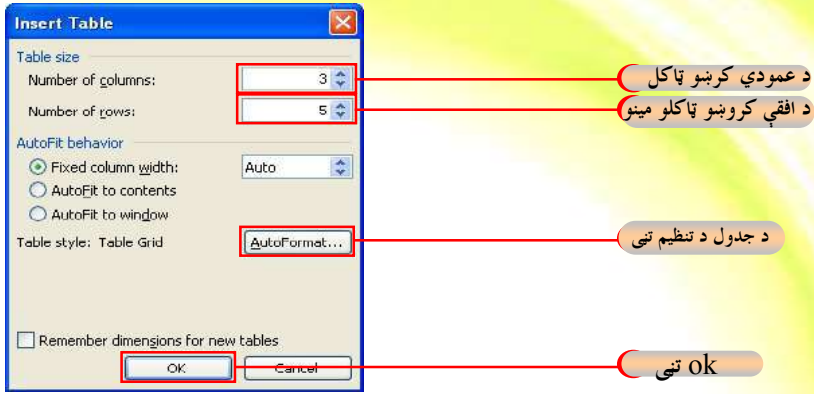 Insert Table
Table size
Number of columns: 3
د عمودي کرښو ټاکل
Number of rows: 5
د افقي کروښو ټاکلو مينو
AutoFit behavior
Fixed column width: Auto
AutoFit to contents
AutoFit to window
Table style: Table Grid AutoFormat...
د جدول د تنظيم تڼی
Remember dimensions for new tables
OK Cancel
ok تڼی